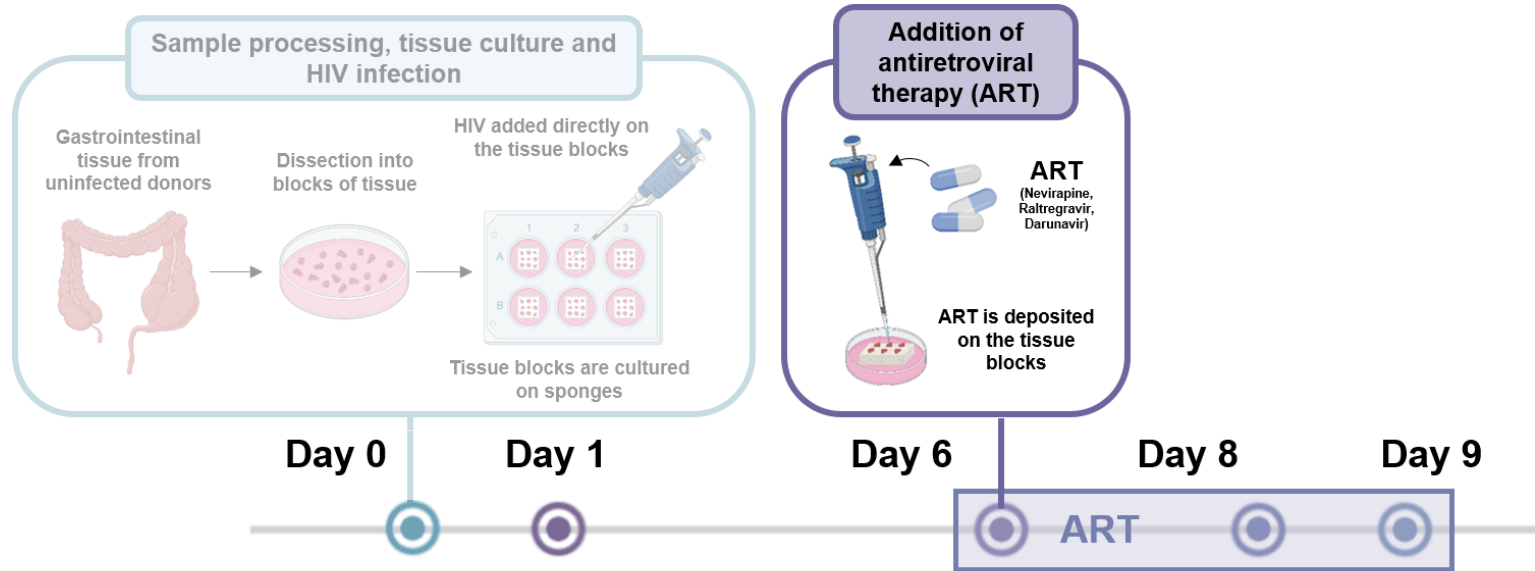 Sample processing, tissue culture and
HIV infection
Gastrointestinal
tissue from
uninfected donors
Dissection into
blocks of tissue
HIV added directly on
the tissue blocks
1 2 3
A
B
Tissue blocks are cultured
on sponges
Addition of
antiretroviral
therapy (ART)
ART
(Nevirapine,
Raltregravir,
Darunavir)
ART is deposited
on the tissue
blocks
Day 0 Day 1 Day 6 Day 8 Day 9
ART